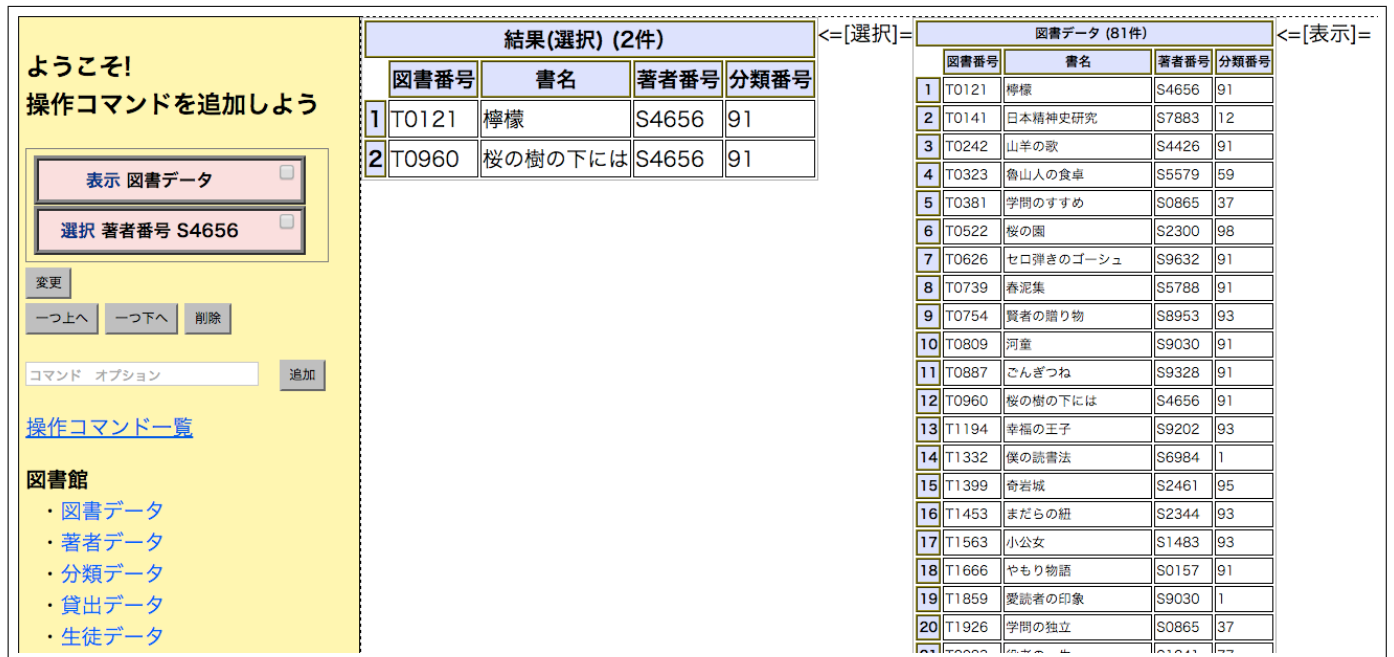 ようこそ!
操作コマンドを追加しよう
表示 図書データ
選択 著者番号 S4656
変更
一つ上へ 一つ下へ 削除
コマンド オプション 追加
操作コマンド一覧
図書館
・図書データ
・著者データ
・分類データ
・貸出データ
・生徒データ
結果(選択) (2件)
図書番号 書名 著者番号 分類番号
1 T0121 檸檬 S4656 91
2 T0960 桜の樹の下には S4656 91
<=[選択]=
図書データ (81件)
図書番号 書名 著者番号 分類番号
1 T0121 檸檬 S4656 91
2 T0141 日本精神史研究 S7883 12
3 T0242 山羊の歌 S4426 91
4 T0323 魯山人の食卓 S5579 59
5 T0381 学問のすすめ S0865 37
6 T0522 桜の園 S2300 98
7 T0626 セロ弾きのゴーシュ S9632 91
8 T0739 春泥集 S5788 91
9 T0754 賢者の贈り物 S8953 93
10 T0809 河童 S9030 91
11 T0887 ごんぎつね S9328 91
12 T0960 桜の樹の下には S4656 91
13 T1194 幸福の王子 S9202 93
14 T1332 僕の読書法 S6984 1
15 T1399 奇岩城 S2461 95
16 T1453 まだらの紐 S2344 93
17 T1563 小公女 S1483 93
18 T1666 やもり物語 S0157 91
19 T1859 愛読者の印象 S9030 1
20 T1926 学問の独立 S0865 37
<=[表示]=